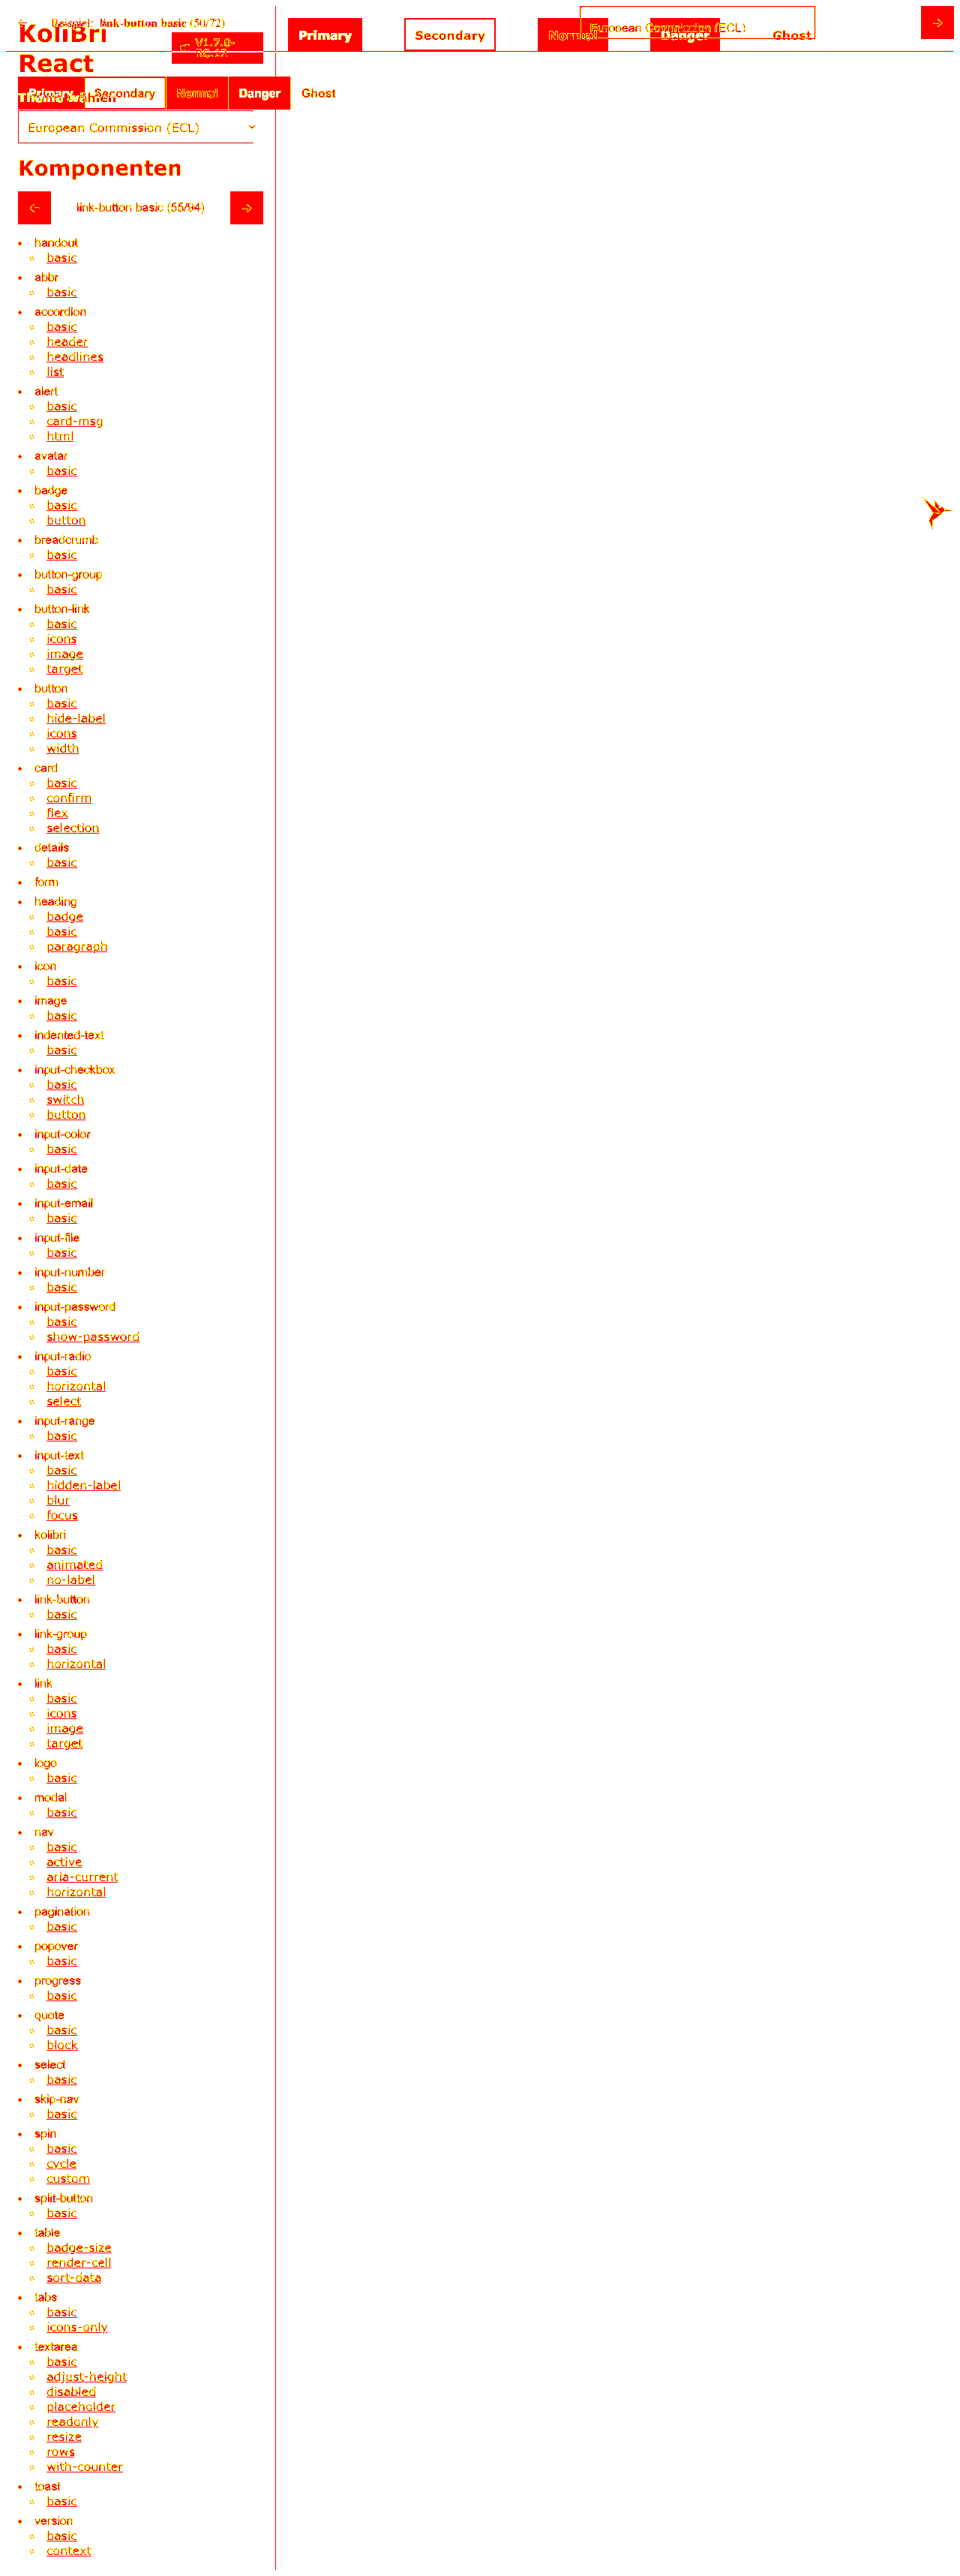 ← Beispiel: link-button basic (50/72)
European Commission (ECL) →
KoliBri
React
V1.7.0-
Primary Secondary Normal Danger Ghost
Primary Secondary Normal Danger Ghost
Theme wählen
European Commission (ECL)
Komponenten
← link-button basic (55/94) →
handout
basic
abbr
basic
accordion
basic
header
headlines
list
alert
basic
card-msg
html
avatar
basic
badge
basic
button
breadcrumb
basic
button-group
basic
button-link
basic
icons
image
target
button
basic
hide-label
icons
width
card
basic
confirm
flex
selection
details
basic
form
heading
badge
basic
paragraph
icon
basic
image
basic
indented-text
basic
input-checkbox
basic
switch
button
input-color
basic
input-date
basic
input-email
basic
input-file
basic
input-number
basic
input-password
basic
show-password
input-radio
basic
horizontal
select
input-range
basic
input-text
basic
hidden-label
blur
focus
kolibri
basic
animated
no-label
link-button
basic
link-group
basic
horizontal
link
basic
icons
image
target
logo
basic
modal
basic
nav
basic
active
aria-current
horizontal
pagination
basic
popover
basic
progress
basic
quote
basic
block
select
basic
skip-nav
basic
spin
basic
cycle
custom
split-button
basic
table
badge-size
render-cell
sort-data
tabs
basic
icons-only
textarea
basic
adjust-height
disabled
placeholder
readonly
resize
rows
with-counter
toast
basic
version
basic
context